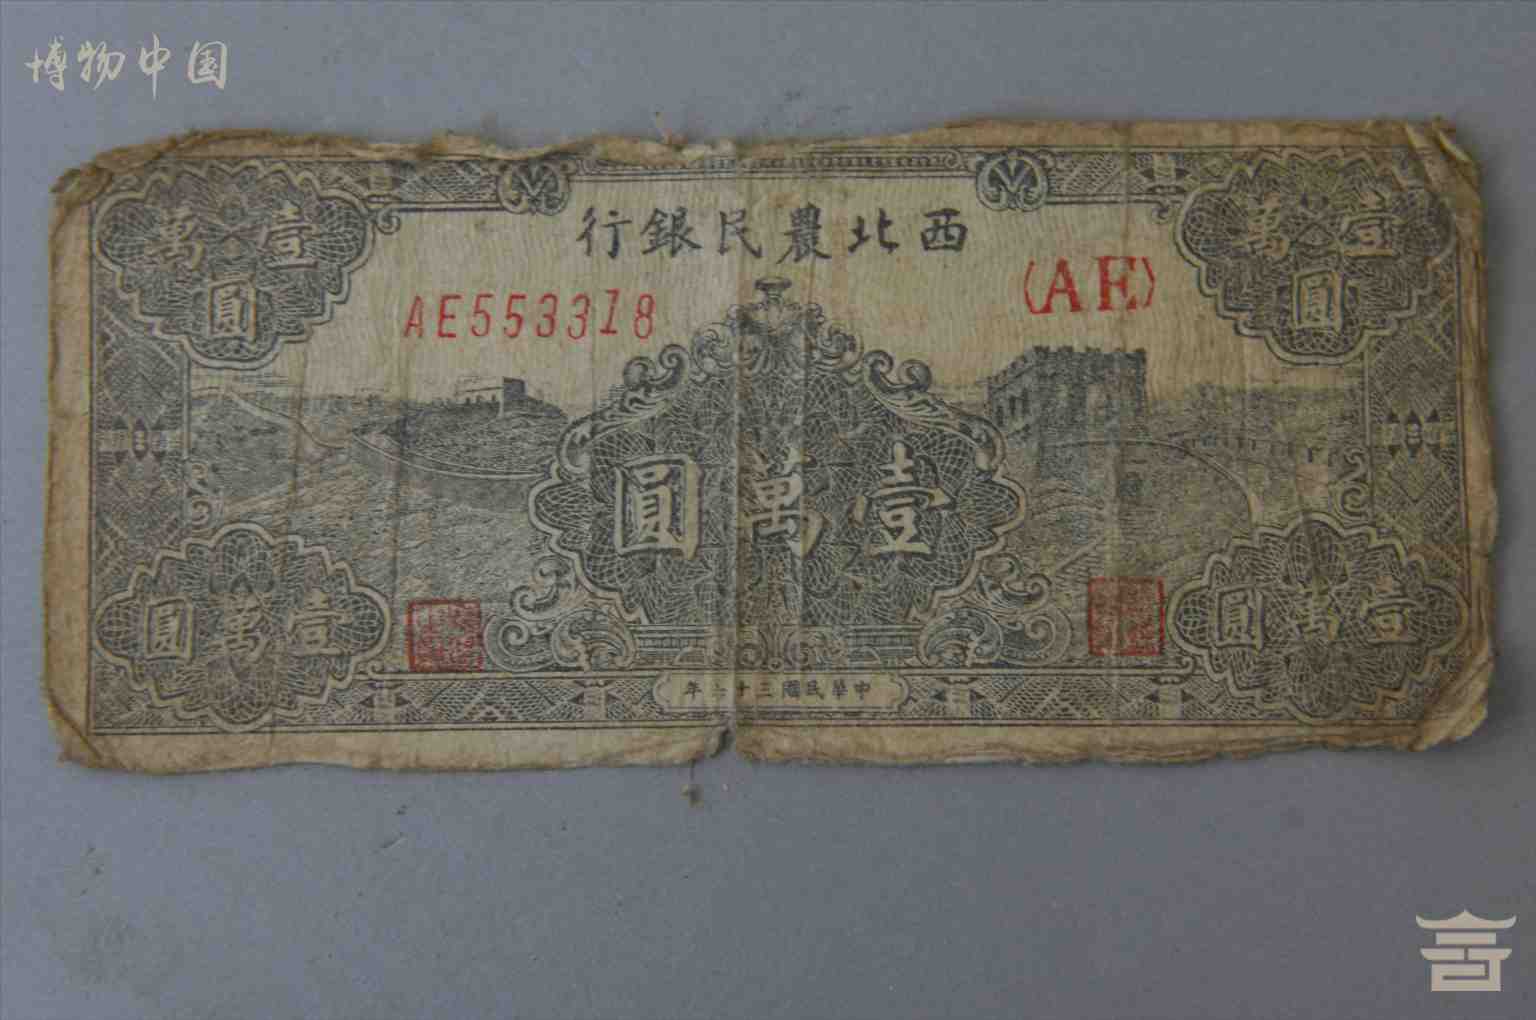 博物中国
西北農民銀行
壹萬圓
壹萬圓
AE553318
(AE)
壹萬圓
壹萬圓
壹萬圓
中華民國三十七年